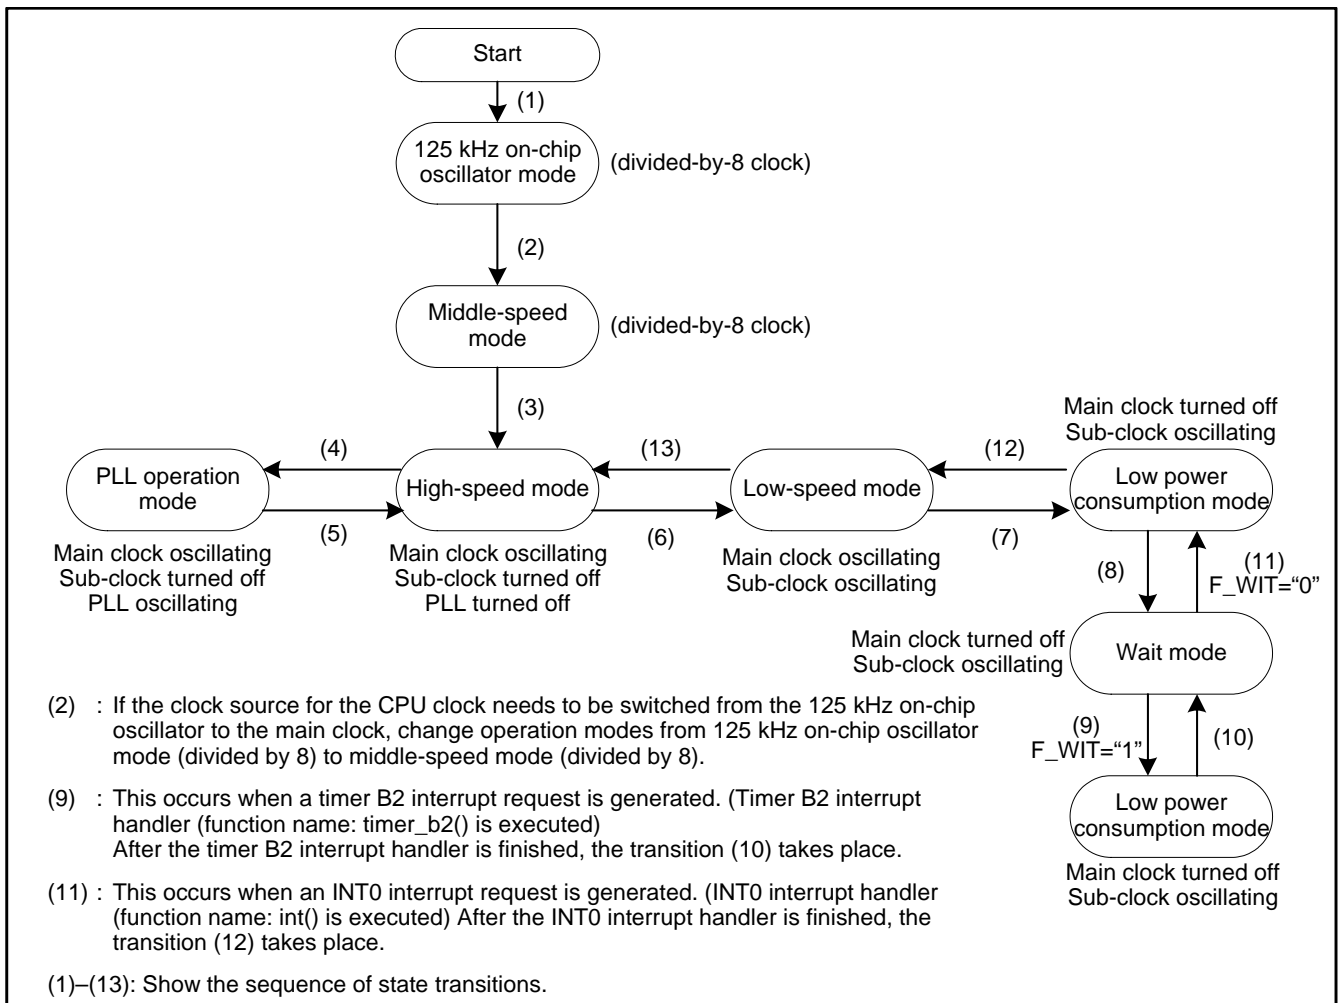 Start
(1)
125 kHz on-chip
oscillator mode
(divided-by-8 clock)
(2)
Middle-speed
mode
(divided-by-8 clock)
(3)
Main clock turned off
Sub-clock oscillating
(4)
(13)
(12)
PLL operation
mode
High-speed mode
Low-speed mode
Low power
consumption mode
(5)
(6)
(7)
Main clock oscillating
Sub-clock turned off
PLL oscillating
Main clock oscillating
Sub-clock turned off
PLL turned off
Main clock oscillating
Sub-clock oscillating
(8)
(11)
F_WIT=“0”
Main clock turned off
Sub-clock oscillating
Wait mode
(9)
F_WIT=“1”
(10)
Low power
consumption mode
Main clock turned off
Sub-clock oscillating
(2) : If the clock source for the CPU clock needs to be switched from the 125 kHz on-chip
oscillator to the main clock, change operation modes from 125 kHz on-chip oscillator
mode (divided by 8) to middle-speed mode (divided by 8).
(9) : This occurs when a timer B2 interrupt request is generated. (Timer B2 interrupt
handler (function name: timer_b2() is executed)
After the timer B2 interrupt handler is finished, the transition (10) takes place.
(11) : This occurs when an INT0 interrupt request is generated. (INT0 interrupt handler
(function name: int() is executed) After the INT0 interrupt handler is finished, the
transition (12) takes place.
(1)–(13): Show the sequence of state transitions.